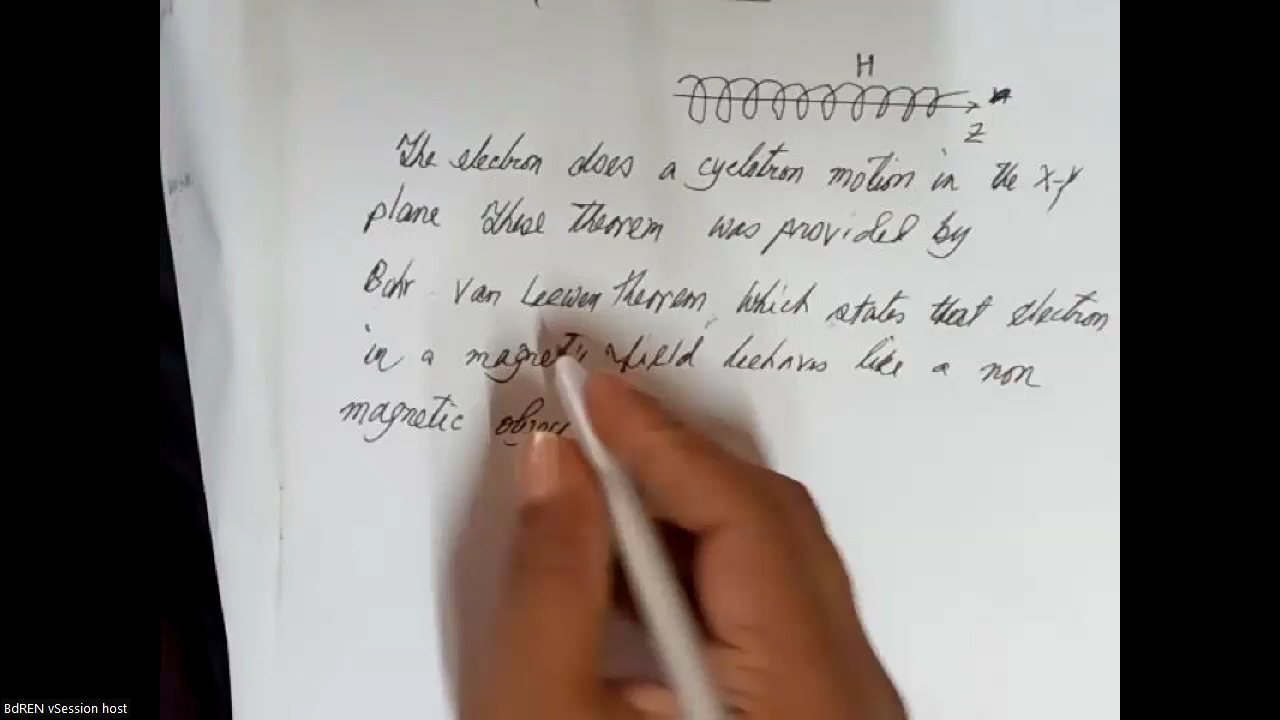 H
Z
The electron does a cyclotron motion in the X-Y
plane These theorem was provided by
Bohr Van Leewen theorem which states that electron
in a magnetic field behaves like a non
magnetic
BdREN vSession host